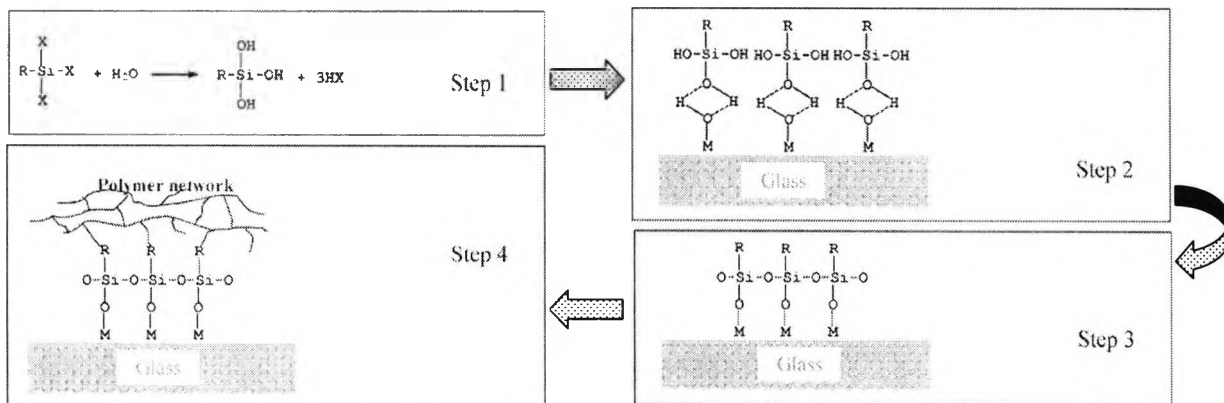 X
R-Si-X + H₂O → R-Si-OH + 3HX
X
OH
OH
Step 1
R R R
HO-Si-OH HO-Si-OH HO-Si-OH
O O O
H H H H H H
O O O
M M M
Glass
Step 2
R R R
O-Si-O-Si-O-Si-O
O O O
M M M
Glass
Step 3
Polymer network
R R R
O-Si-O-Si-O-Si-O
O O O
M M M
Glass
Step 4